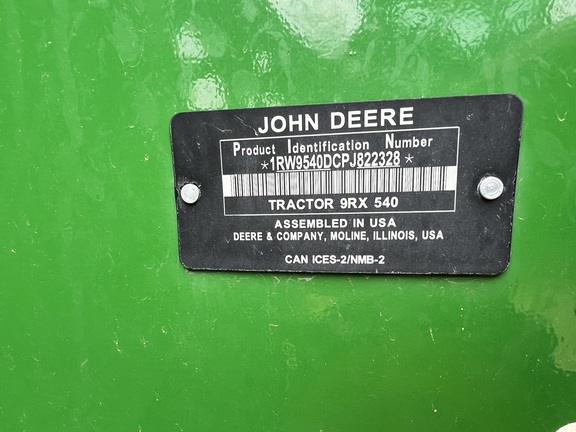 JOHN DEERE
Product Identification Number
*1RW9540DCPJ822328*
TRACTOR 9RX 540
ASSEMBLED IN USA
DEERE & COMPANY, MOLINE, ILLINOIS, USA
CAN ICES-2/NMB-2